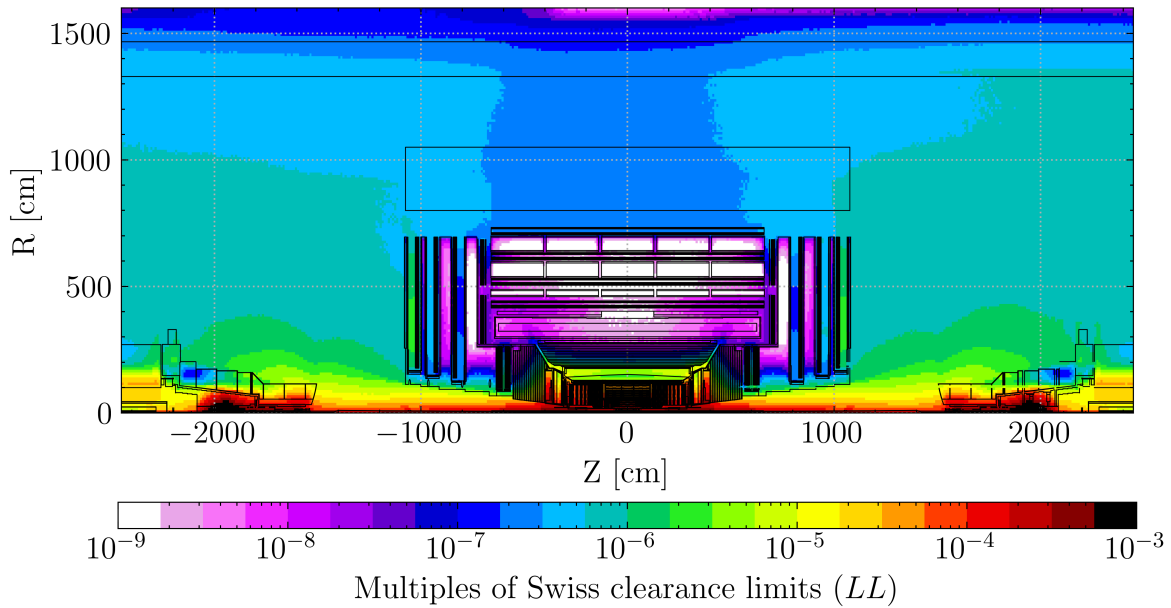 1500
1000
500
0
R [cm]
−2000 −1000 0 1000 2000
Z [cm]
10⁻⁹ 10⁻⁸ 10⁻⁷ 10⁻⁶ 10⁻⁵ 10⁻⁴ 10⁻³
Multiples of Swiss clearance limits (LL)